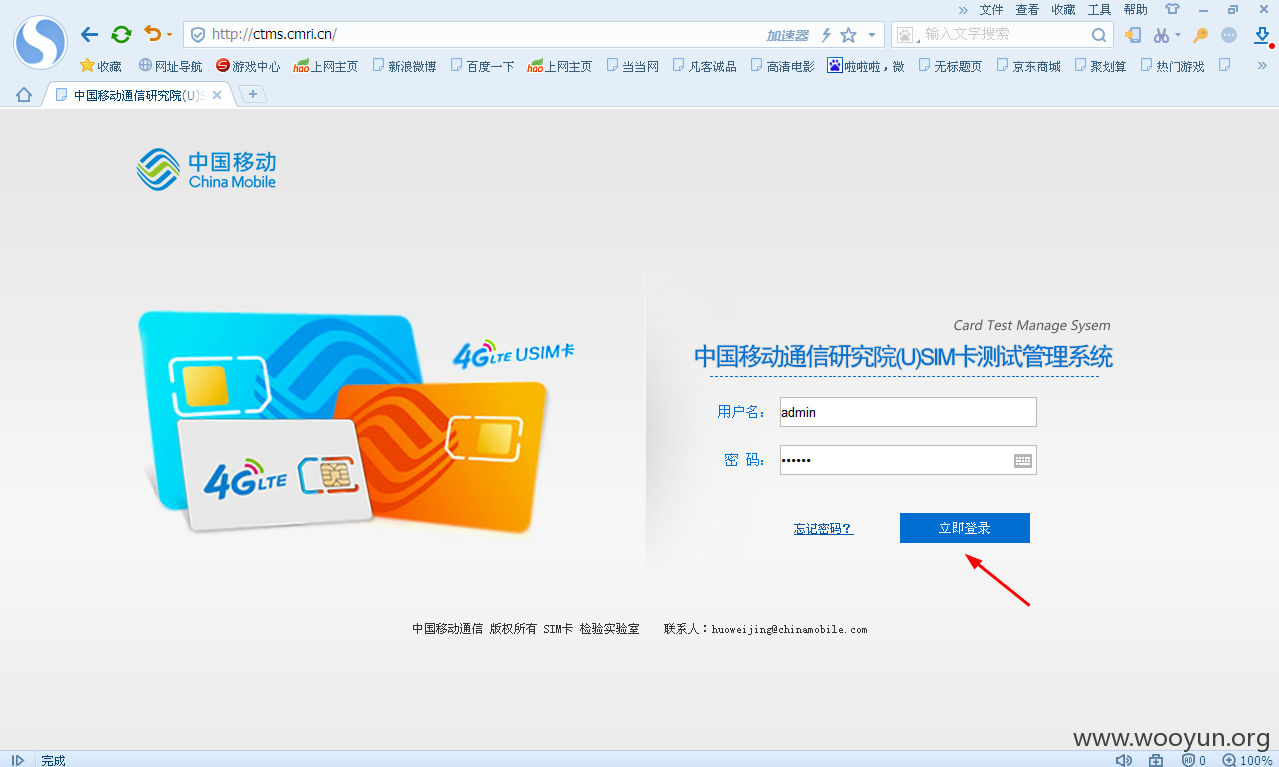 文件 查看 收藏 工具 帮助
http://ctms.cmri.cn/ 加速器 输入文字搜索
收藏 网址导航 游戏中心 hao 上网主页 新浪微博 百度一下 hao 上网主页 当当网 凡客诚品 高清电影 啦啦啦，微 无标题页 京东商城 聚划算 热门游戏
中国移动通信研究院(U)S
中国移动
China Mobile
Card Test Manage Sysem
4G LTE USIM卡
中国移动通信研究院(U)SIM卡测试管理系统
用户名： admin
密 码： ••••••
4G LTE
忘记密码？ 立即登录
中国移动通信 版权所有 SIM卡 检验实验室 联系人：huoweijing@chinamobile.com
www.wooyun.org
完成 0 100%